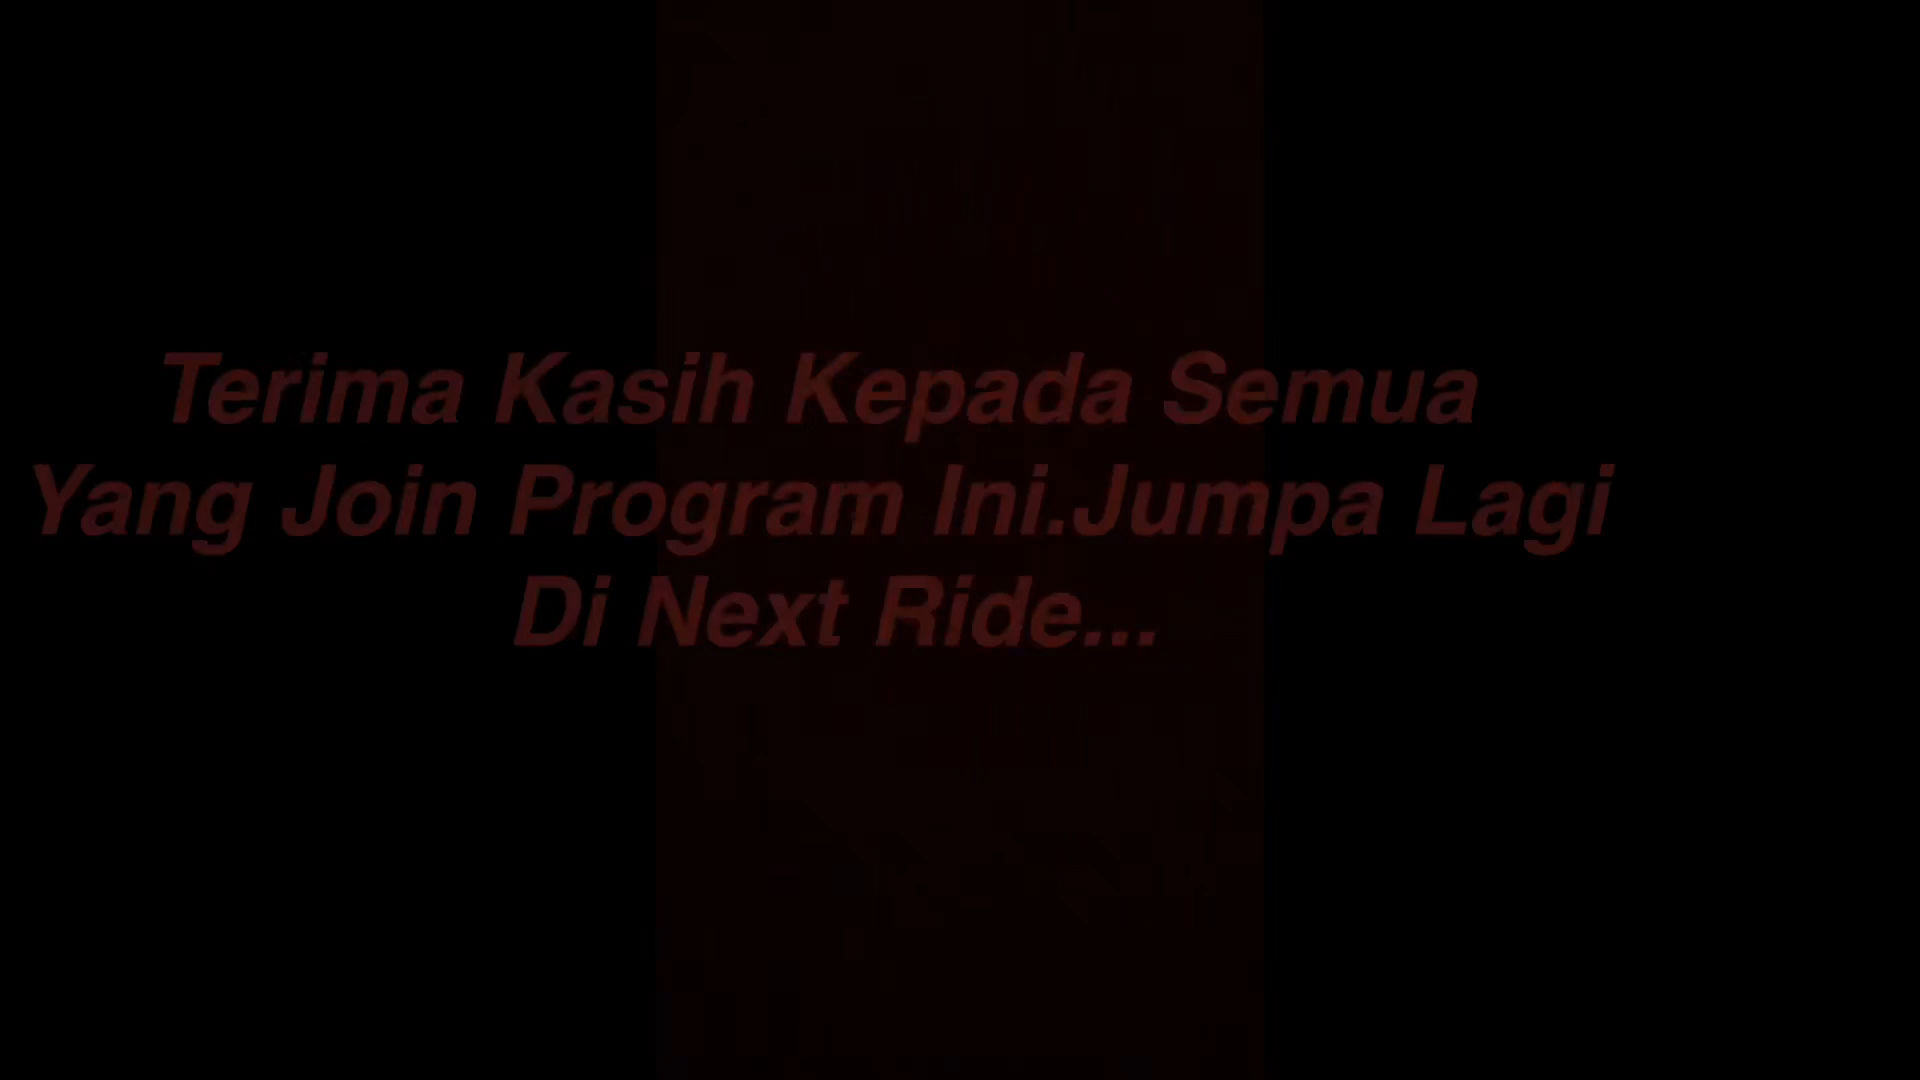 Terima Kasih Kepada Semua
Yang Join Program Ini.Jumpa Lagi
Di Next Ride...